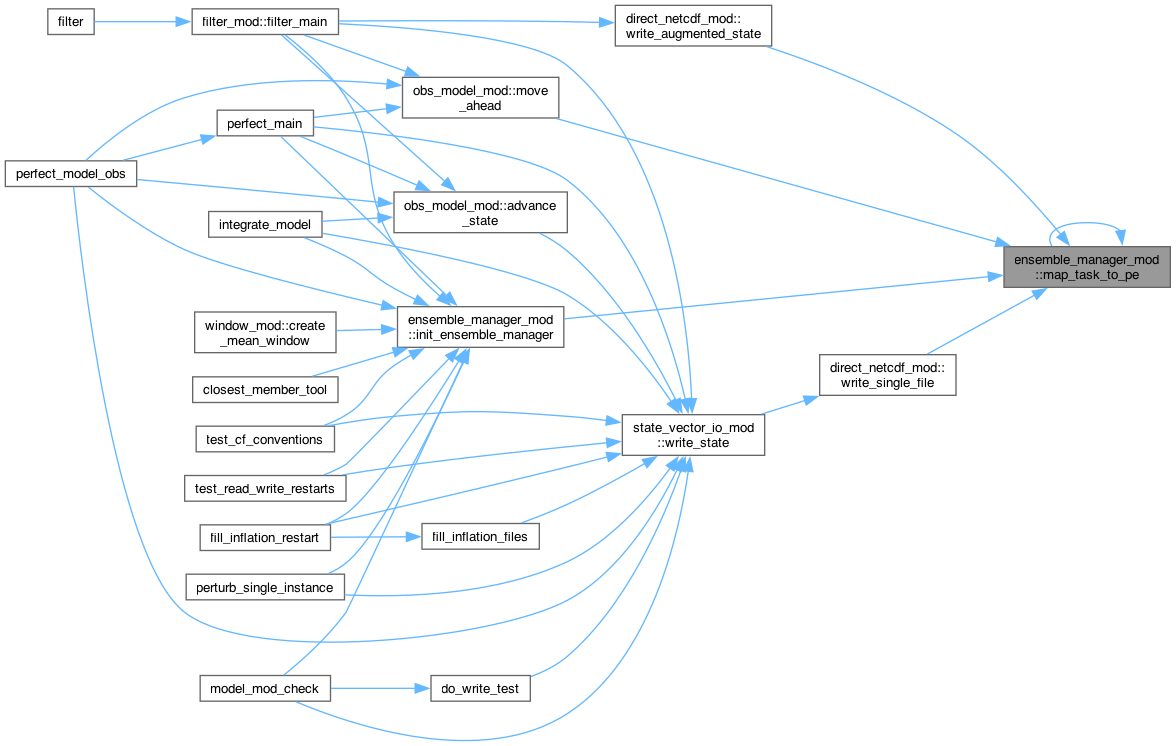 filter
filter_mod::filter_main
direct_netcdf_mod::
write_augmented_state
obs_model_mod::move
_ahead
perfect_main
perfect_model_obs
obs_model_mod::advance
_state
integrate_model
ensemble_manager_mod
::map_task_to_pe
ensemble_manager_mod
::init_ensemble_manager
window_mod::create
_mean_window
closest_member_tool
direct_netcdf_mod::
write_single_file
test_cf_conventions
state_vector_io_mod
::write_state
test_read_write_restarts
fill_inflation_restart
fill_inflation_files
perturb_single_instance
model_mod_check
do_write_test